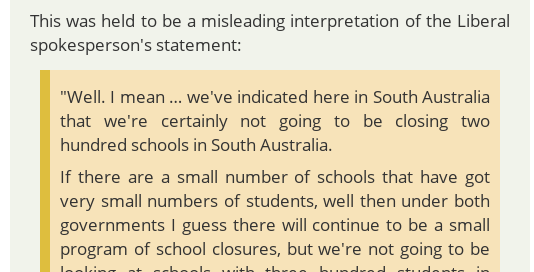 This was held to be a misleading interpretation of the Liberal
spokesperson's statement:
"Well. I mean ... we've indicated here in South Australia
that we're certainly not going to be closing two
hundred schools in South Australia.
If there are a small number of schools that have got
very small numbers of students, well then under both
governments I guess there will continue to be a small
program of school closures, but we're not going to be
looking at schools with three hundred students in